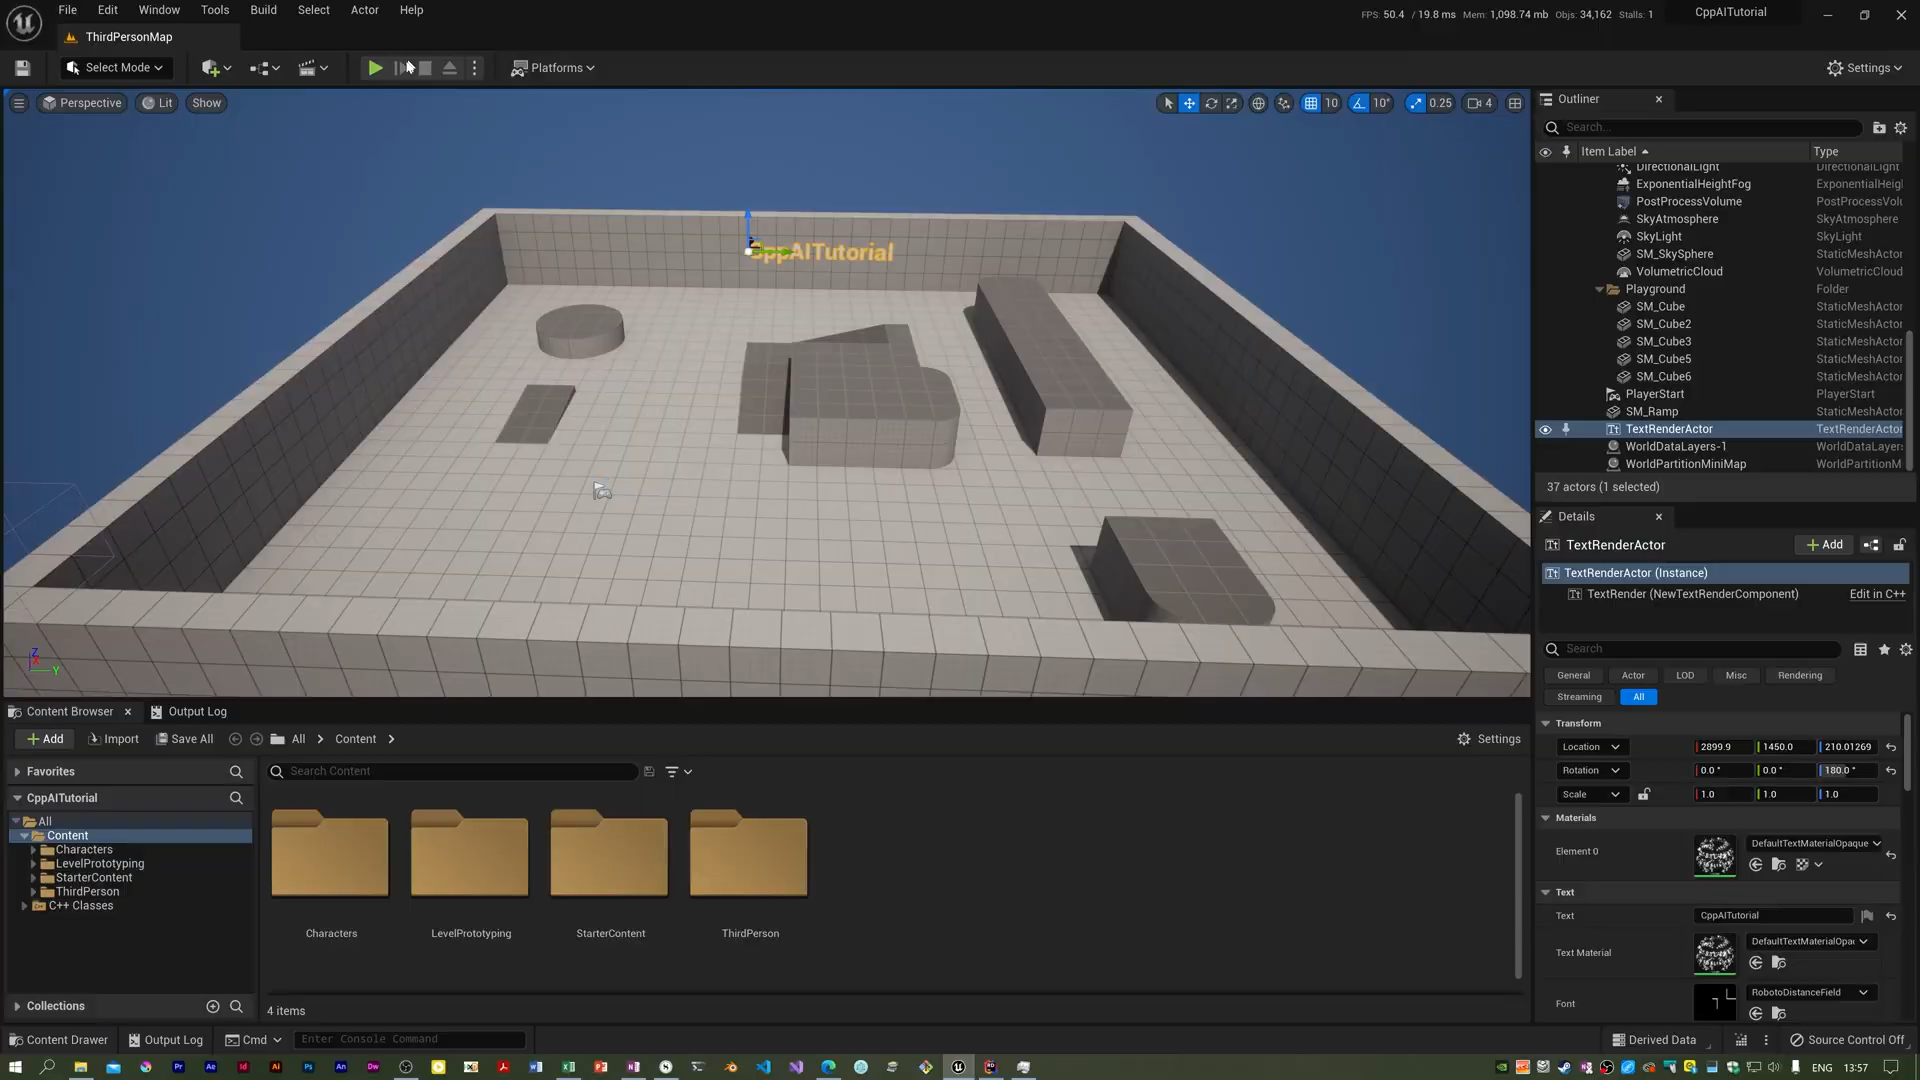 File Edit Window Tools Build Select Actor Help
FPS: 50.4 / 19.8 ms Mem: 1,098.74 mb Objs: 34,162 Stalls: 1
CppAITutorial
ThirdPersonMap
Select Mode
Platforms
Settings
Perspective Lit Show
10 10° 0.25 4
CppAITutorial
Outliner
Search...
Item Label Type
DirectionalLight DirectionalLight
ExponentialHeightFog Exponential
PostProcessVolume PostProcessVolu
SkyAtmosphere SkyAtmosphere
SkyLight SkyLight
SM_SkySphere StaticMeshActor
VolumetricCloud VolumetricCloud
Playground Folder
SM_Cube StaticMeshActor
SM_Cube2 StaticMeshActor
SM_Cube3 StaticMeshActor
SM_Cube5 StaticMeshActor
SM_Cube6 StaticMeshActor
PlayerStart PlayerStart
SM_Ramp StaticMeshActor
TextRenderActor TextRenderActor
WorldDataLayers-1 WorldDataLayer
WorldPartitionMiniMap WorldPartitionM
37 actors (1 selected)
Details
TextRenderActor
Add
TextRenderActor (Instance)
TextRender (NewTextRenderComponent) Edit in C++
Search
General Actor LOD Misc Rendering
Streaming All
Transform
Location 2899.9 1450.0 210.01269
Rotation 0.0 ° 0.0 ° 180.0 °
Scale 1.0 1.0 1.0
Materials
Element 0
DefaultTextMaterialOpaque
Text
Text CppAITutorial
Text Material
DefaultTextMaterialOpa
Font
RobotoDistanceField
Z
X
Y
Content Browser Output Log
Add Import Save All All Content Settings
Favorites
Search Content
CppAITutorial
All
Content
Characters
LevelPrototyping
StarterContent
ThirdPerson
C++ Classes
Characters LevelPrototyping StarterContent ThirdPerson
Collections
4 items
Content Drawer Output Log Cmd Enter Console Command Derived Data Source Control Off
ENG 13:57